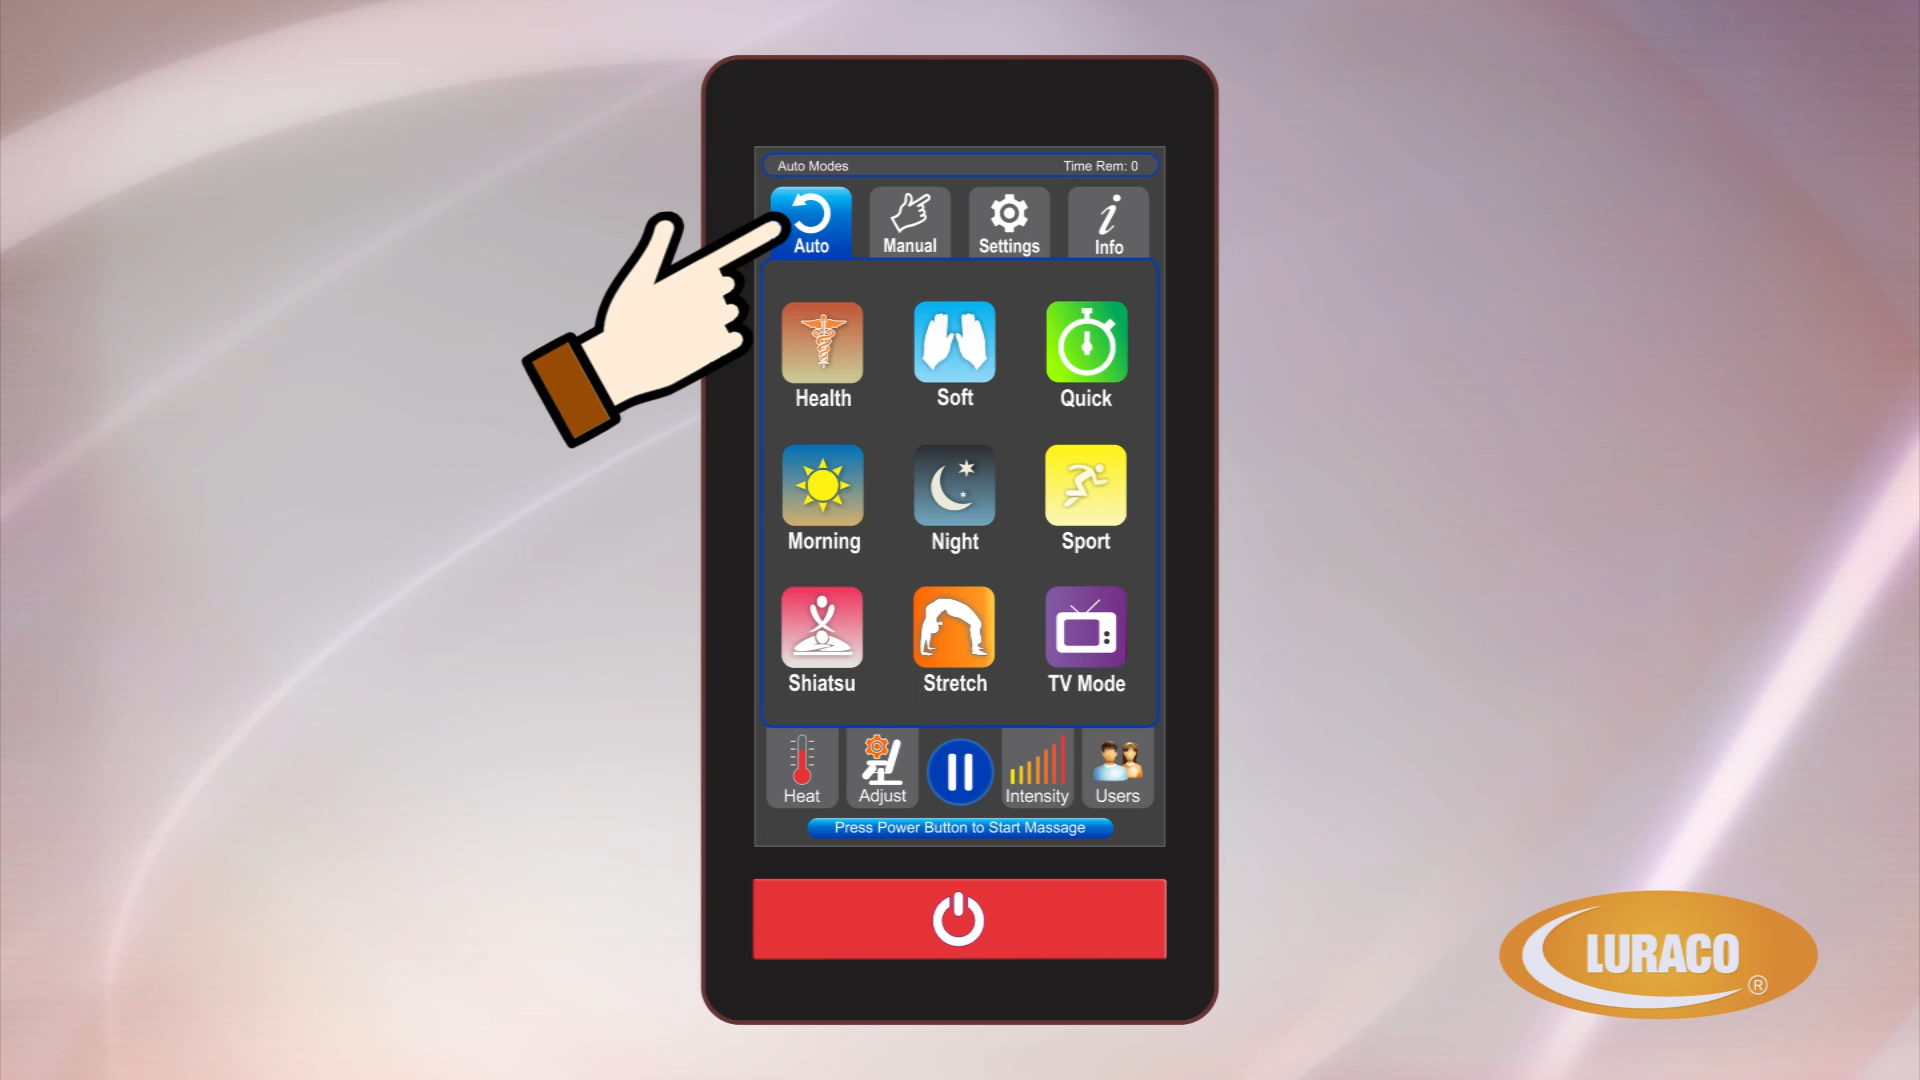 Auto Modes Time Rem: 0
Auto Manual Settings Info
Health Soft Quick
Morning Night Sport
Shiatsu Stretch TV Mode
Heat Adjust Intensity Users
Press Power Button to Start Massage
LURACO ®